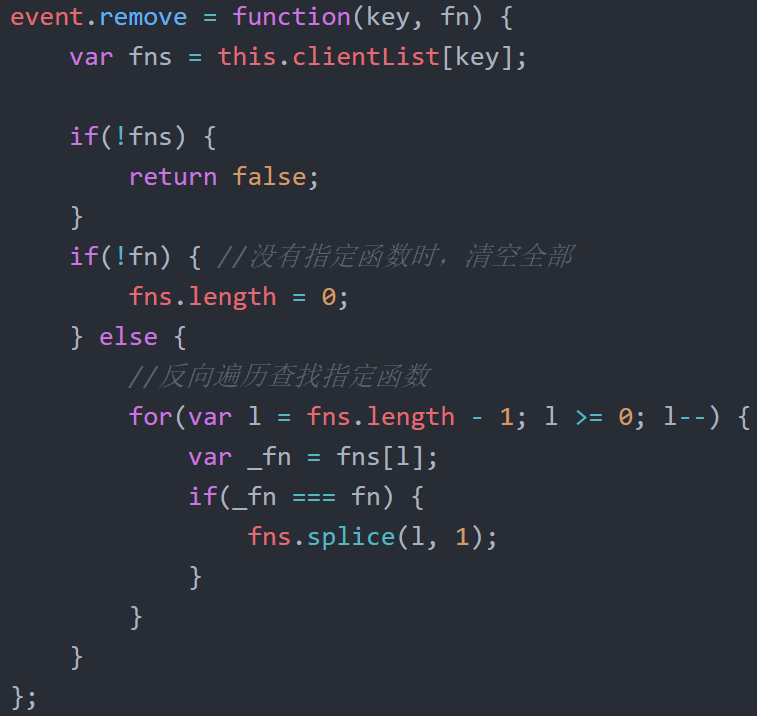 event.remove = function(key, fn) {
    var fns = this.clientList[key];

    if(!fns) {
        return false;
    }
    if(!fn) { //没有指定函数时，清空全部
        fns.length = 0;
    } else {
        //反向遍历查找指定函数
        for(var l = fns.length - 1; l >= 0; l--) {
            var _fn = fns[l];
            if(_fn === fn) {
                fns.splice(l, 1);
            }
        }
    }
};